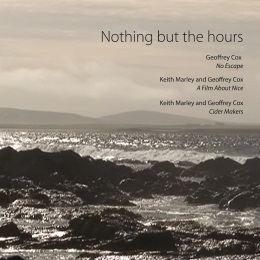 Nothing but the hours
Geoffrey Cox
No Escape
Keith Marley and Geoffrey Cox
A Film About Nice
Keith Marley and Geoffrey Cox
Cider Makers